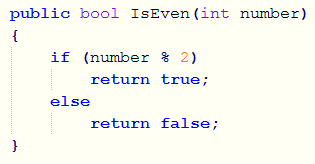 public bool IsEven(int number)
{
    if (number % 2)
        return true;
    else
        return false;
}